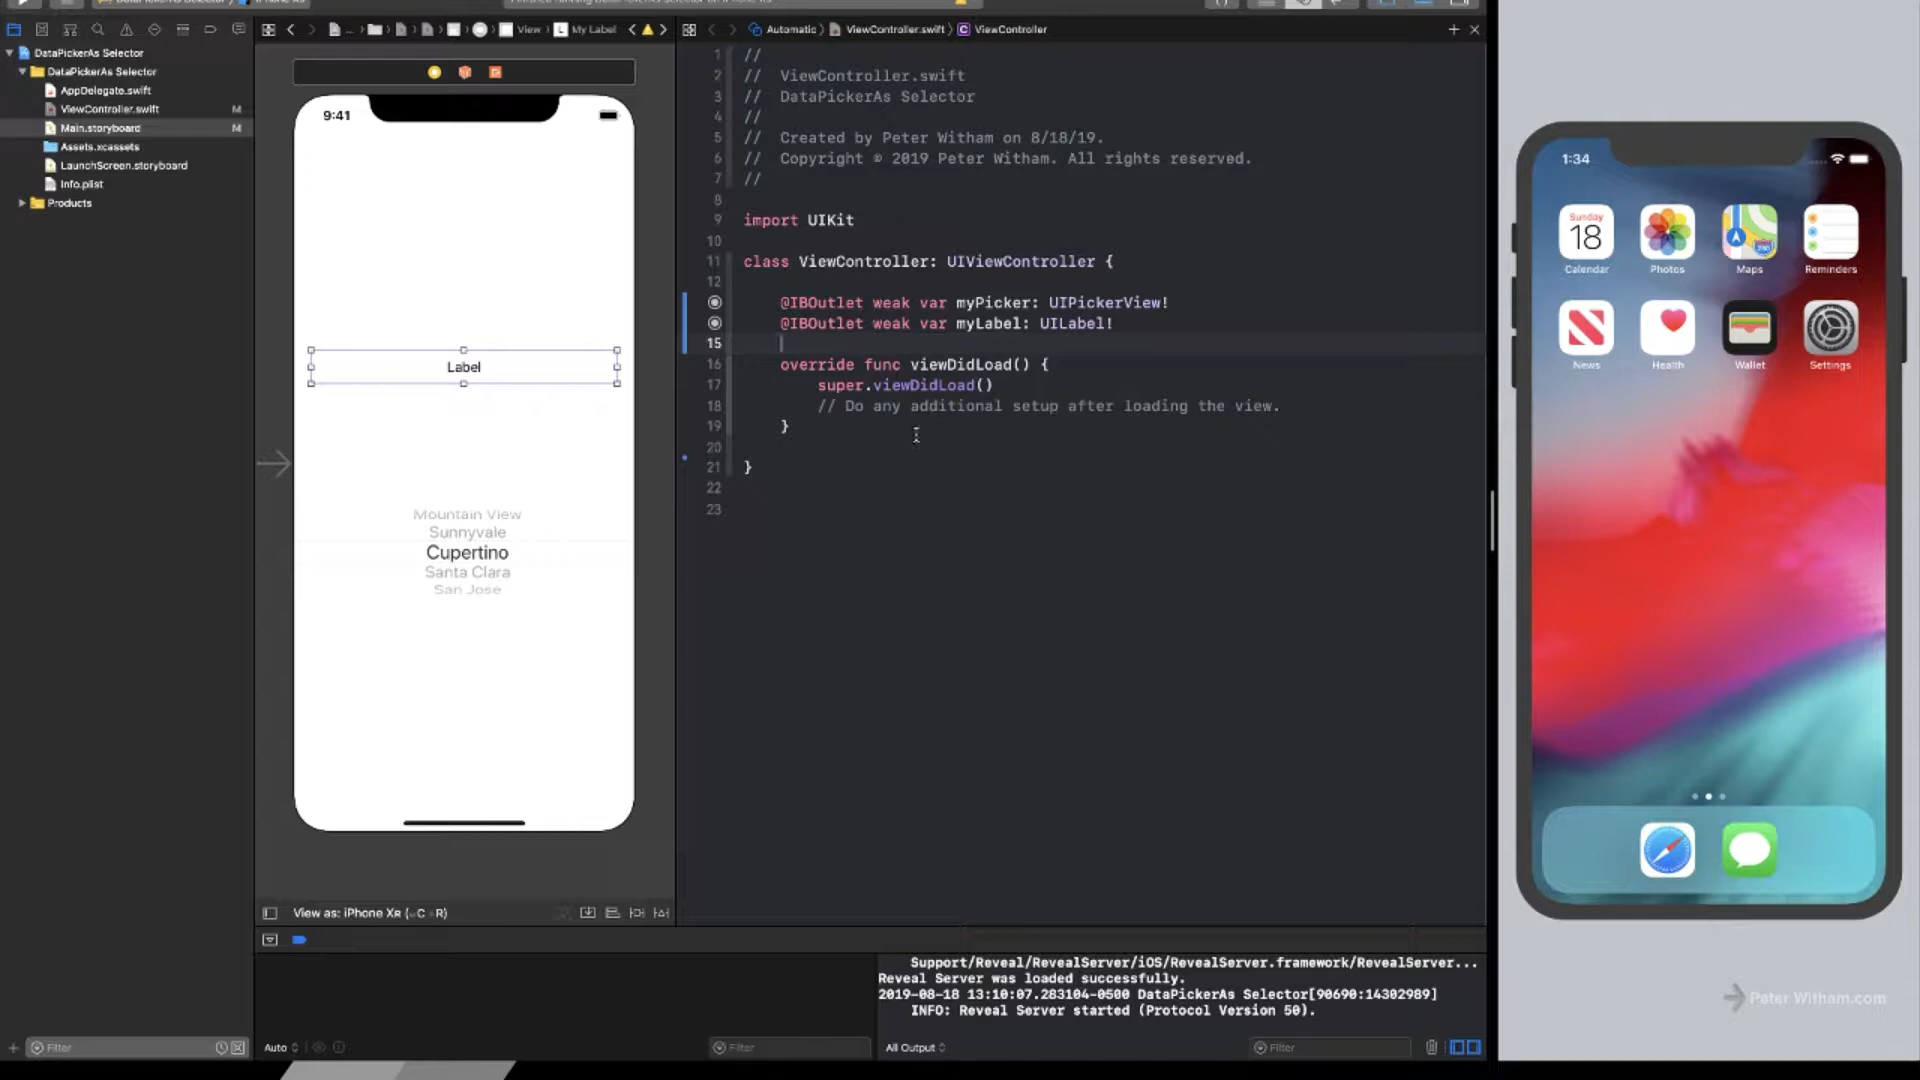 View
My Label
Automatic
ViewController.swift
ViewController
DataPickerAs Selector
DataPickerAs Selector
AppDelegate.swift
ViewController.swift M
Main.storyboard M
Assets.xcassets
LaunchScreen.storyboard
Info.plist
Products
9:41
Label
Mountain View
Sunnyvale
Cupertino
Santa Clara
San Jose
View as: iPhone XR (wC hR)
1 //
2 // ViewController.swift
3 // DataPickerAs Selector
4 //
5 // Created by Peter Witham on 8/18/19.
6 // Copyright © 2019 Peter Witham. All rights reserved.
7 //
8
9 import UIKit
10
11 class ViewController: UIViewController {
12
13 @IBOutlet weak var myPicker: UIPickerView!
14 @IBOutlet weak var myLabel: UILabel!
15
16 override func viewDidLoad() {
17 super.viewDidLoad()
18 // Do any additional setup after loading the view.
19 }
20
21 }
22
23
Support/Reveal/RevealServer/iOS/RevealServer.framework/RevealServer...
Reveal Server was loaded successfully.
2019-08-18 13:10:07.283104-0500 DataPickerAs Selector[90690:14302989]
INFO: Reveal Server started (Protocol Version 50).
Filter
Auto
Filter
All Output
Filter
1:34
Sunday
18
Calendar
Photos
Maps
Reminders
News
Health
Wallet
Settings
Peter Witham.com